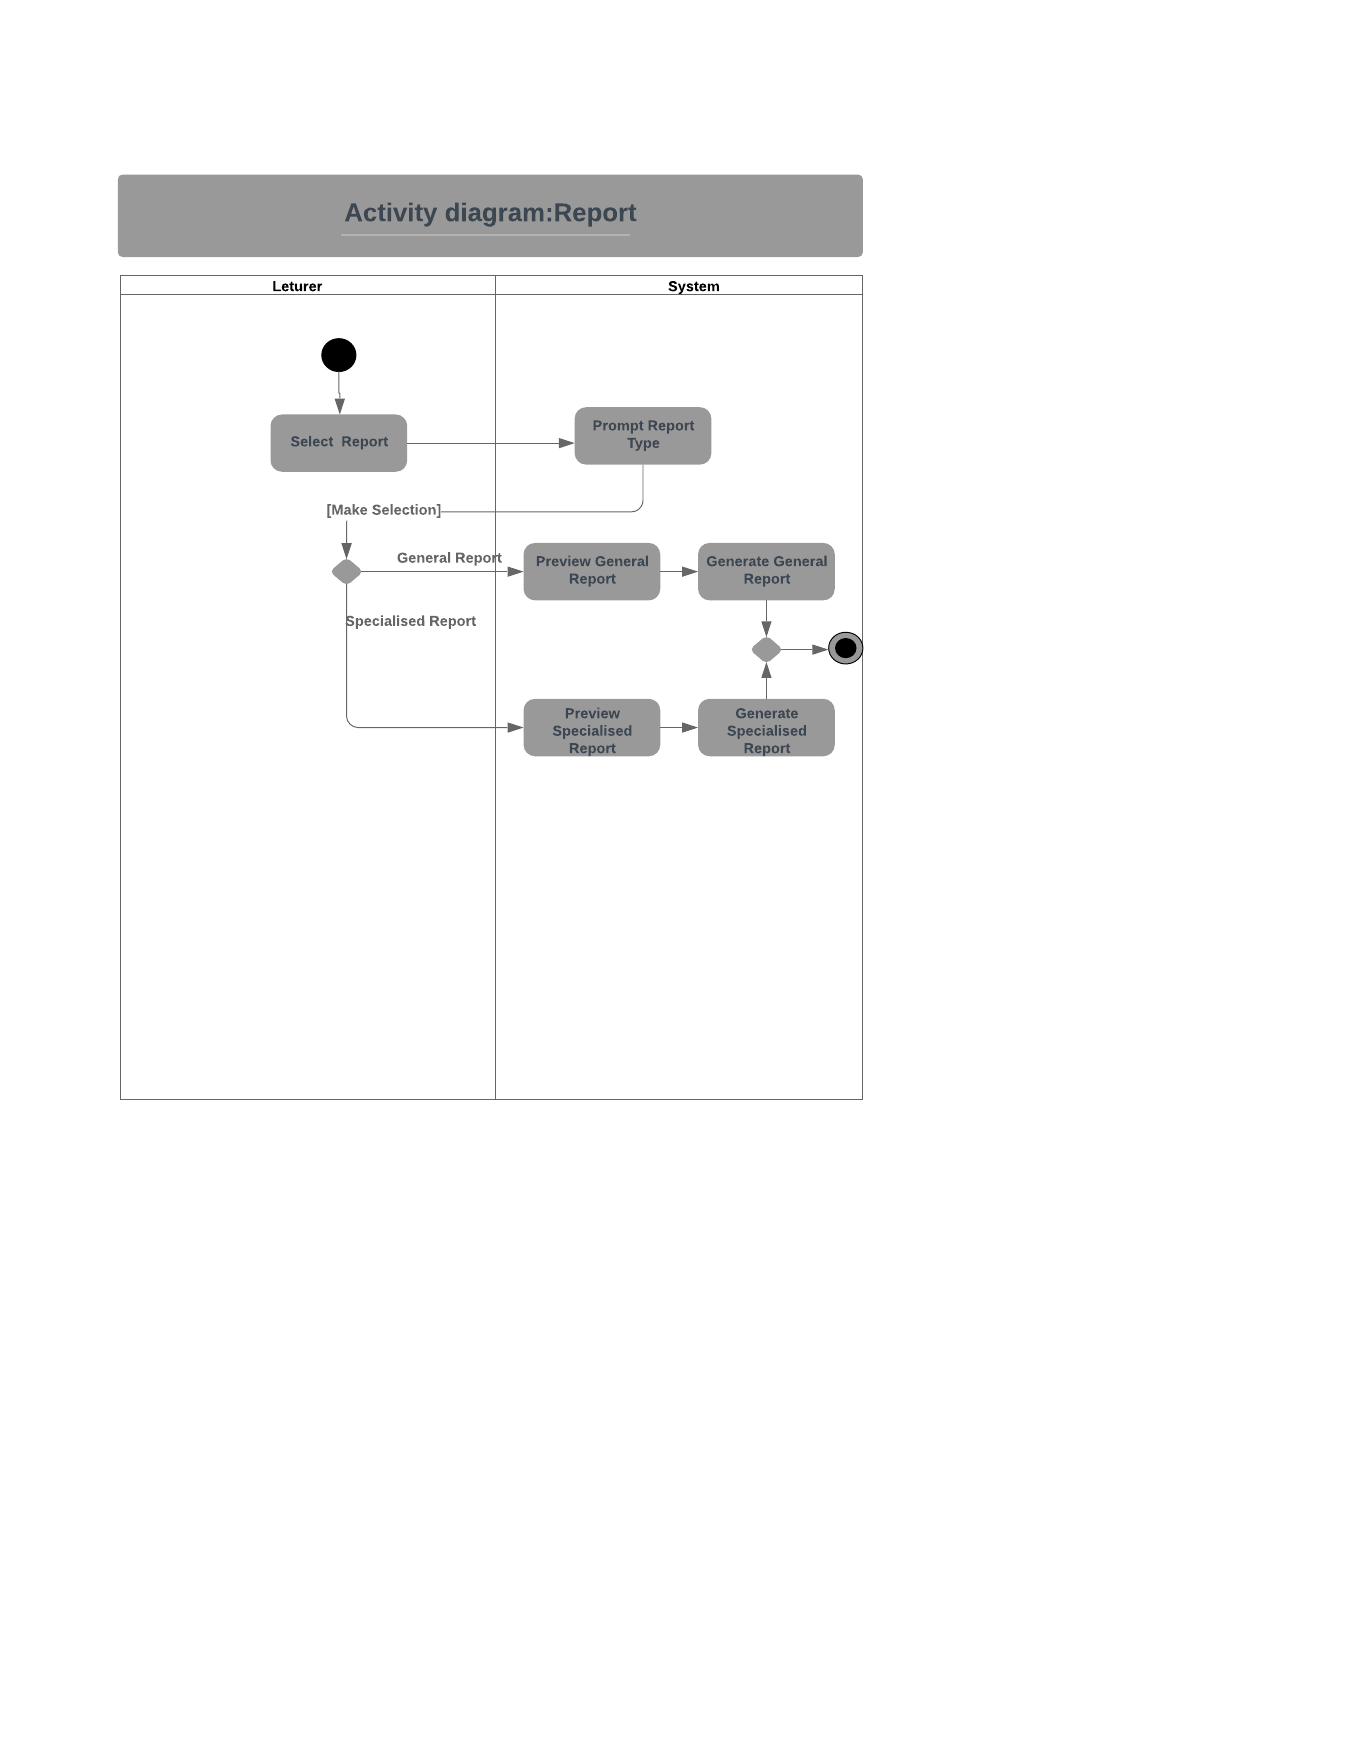 Activity diagram:Report
Leturer
System
Select  Report
Prompt Report
Type
[Make Selection]
General Report
Preview General
Report
Generate General
Report
Specialised Report
Preview
Specialised
Report
Generate
Specialised
Report